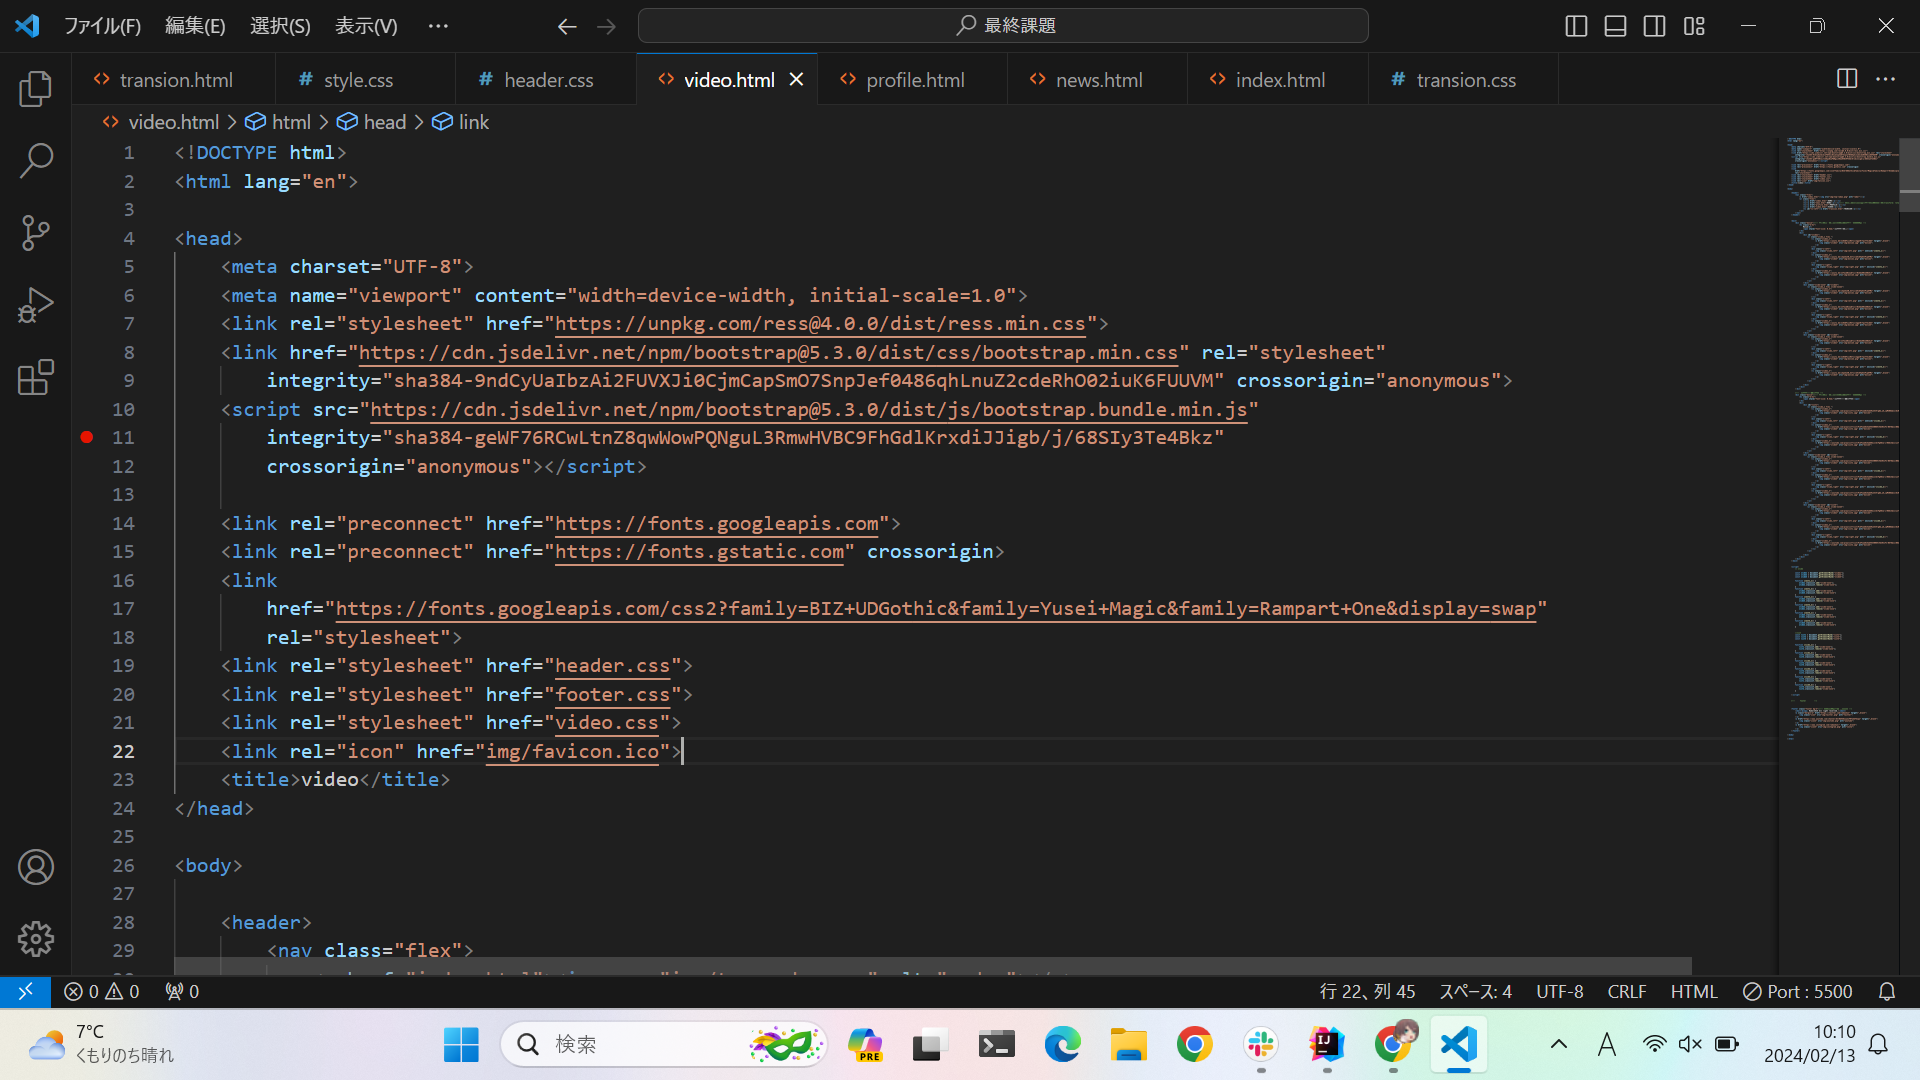 ファイル(F) 編集(E) 選択(S) 表示(V) ··· 最終課題
transion.html style.css header.css video.html profile.html news.html index.html transion.css
video.html > html > head > link
1 <!DOCTYPE html>
2 <html lang="en">
3
4 <head>
5 <meta charset="UTF-8">
6 <meta name="viewport" content="width=device-width, initial-scale=1.0">
7 <link rel="stylesheet" href="https://unpkg.com/ress@4.0.0/dist/ress.min.css">
8 <link href="https://cdn.jsdelivr.net/npm/bootstrap@5.3.0/dist/css/bootstrap.min.css" rel="stylesheet"
9 integrity="sha384-9ndCyUaIbzAi2FUVXJi0CjmCapSmO7SnpJef0486qhLnuZ2cdeRhO02iuK6FUUVM" crossorigin="anonymous">
10 <script src="https://cdn.jsdelivr.net/npm/bootstrap@5.3.0/dist/js/bootstrap.bundle.min.js"
11 integrity="sha384-geWF76RCwLtnZ8qwWowPQNguL3RmwHVBC9FhGdlKrxdiJJigb/j/68SIy3Te4Bkz"
12 crossorigin="anonymous"></script>
13
14 <link rel="preconnect" href="https://fonts.googleapis.com">
15 <link rel="preconnect" href="https://fonts.gstatic.com" crossorigin>
16 <link
17 href="https://fonts.googleapis.com/css2?family=BIZ+UDGothic&family=Yusei+Magic&family=Rampart+One&display=swap"
18 rel="stylesheet">
19 <link rel="stylesheet" href="header.css">
20 <link rel="stylesheet" href="footer.css">
21 <link rel="stylesheet" href="video.css">
22 <link rel="icon" href="img/favicon.ico">
23 <title>video</title>
24 </head>
25
26 <body>
27
28 <header>
29 <nav class="flex">
0 0 0 行 22、列 45 スペース: 4 UTF-8 CRLF HTML Port : 5500
7°C
くもりのち晴れ
検索
PRE
IJ
A
10:10
2024/02/13